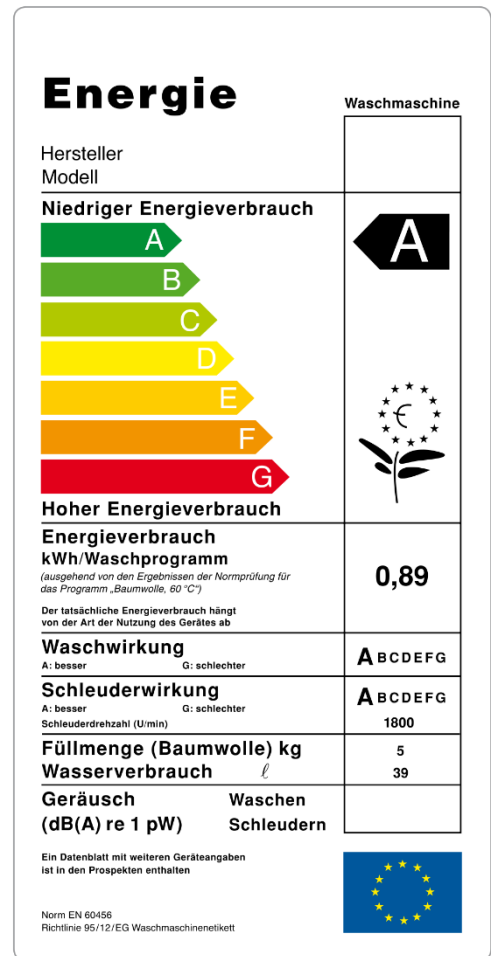 Energie
Waschmaschine
Hersteller
Modell
Niedriger Energieverbrauch
A
A
B
C
D
E
F
G
Hoher Energieverbrauch
Energieverbrauch
kWh/Waschprogramm
(ausgehend von den Ergebnissen der Normprüfung für
das Programm „Baumwolle, 60 °C“)
0,89
Der tatsächliche Energieverbrauch hängt
von der Art der Nutzung des Gerätes ab
Waschwirkung
A: besser G: schlechter
A BCDEFG
Schleuderwirkung
A: besser G: schlechter
A BCDEFG
Schleuderdrehzahl (U/min) 1800
Füllmenge (Baumwolle) kg 5
Wasserverbrauch ℓ 39
Geräusch Waschen
(dB(A) re 1 pW) Schleudern
Ein Datenblatt mit weiteren Geräteangaben
ist in den Prospekten enthalten
Norm EN 60456
Richtlinie 95/12/EG Waschmaschinenetikett